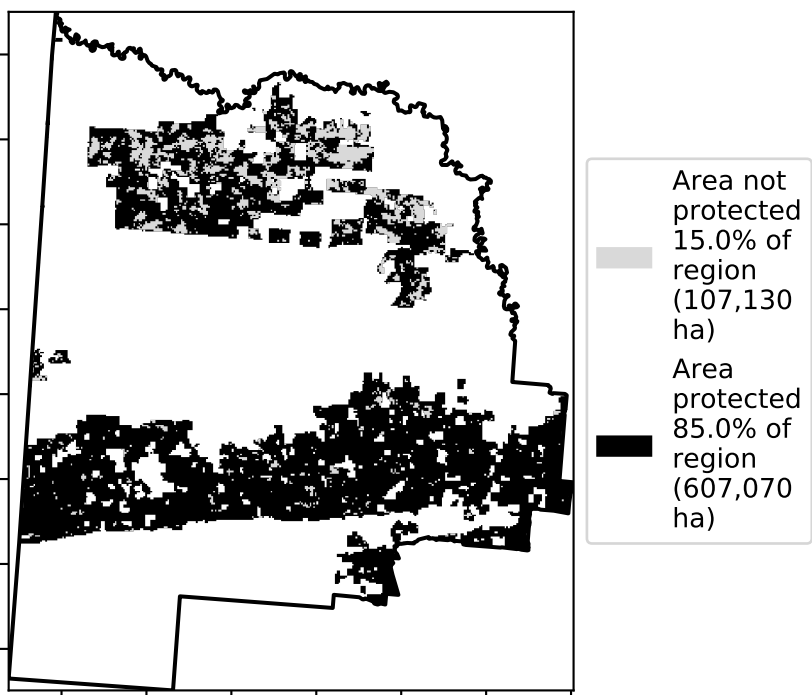 Area not
protected
15.0% of
region
(107,130
ha)
Area
protected
85.0% of
region
(607,070
ha)